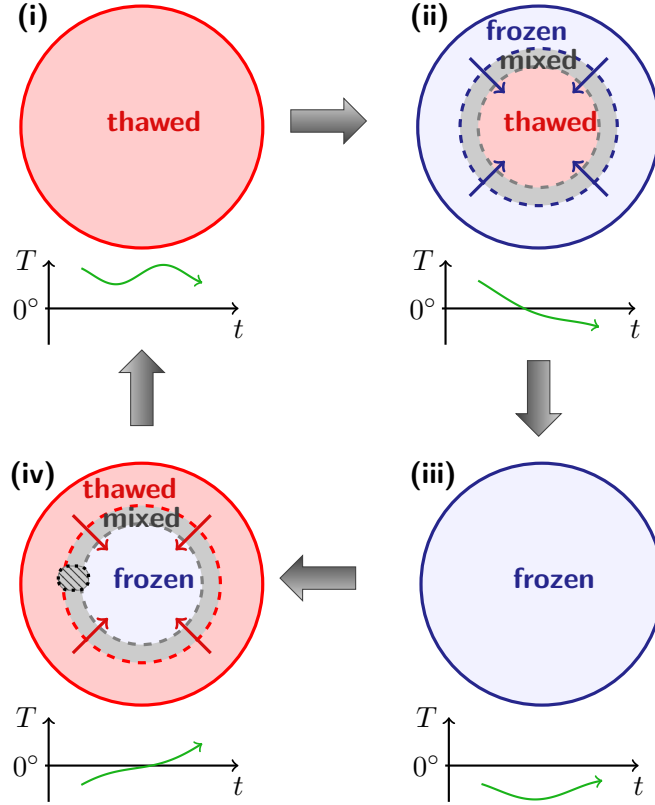 (i)
thawed
T
0°
t
(ii)
frozen
mixed
thawed
T
0°
t
(iv)
thawed
mixed
frozen
T
0°
t
(iii)
frozen
T
0°
t